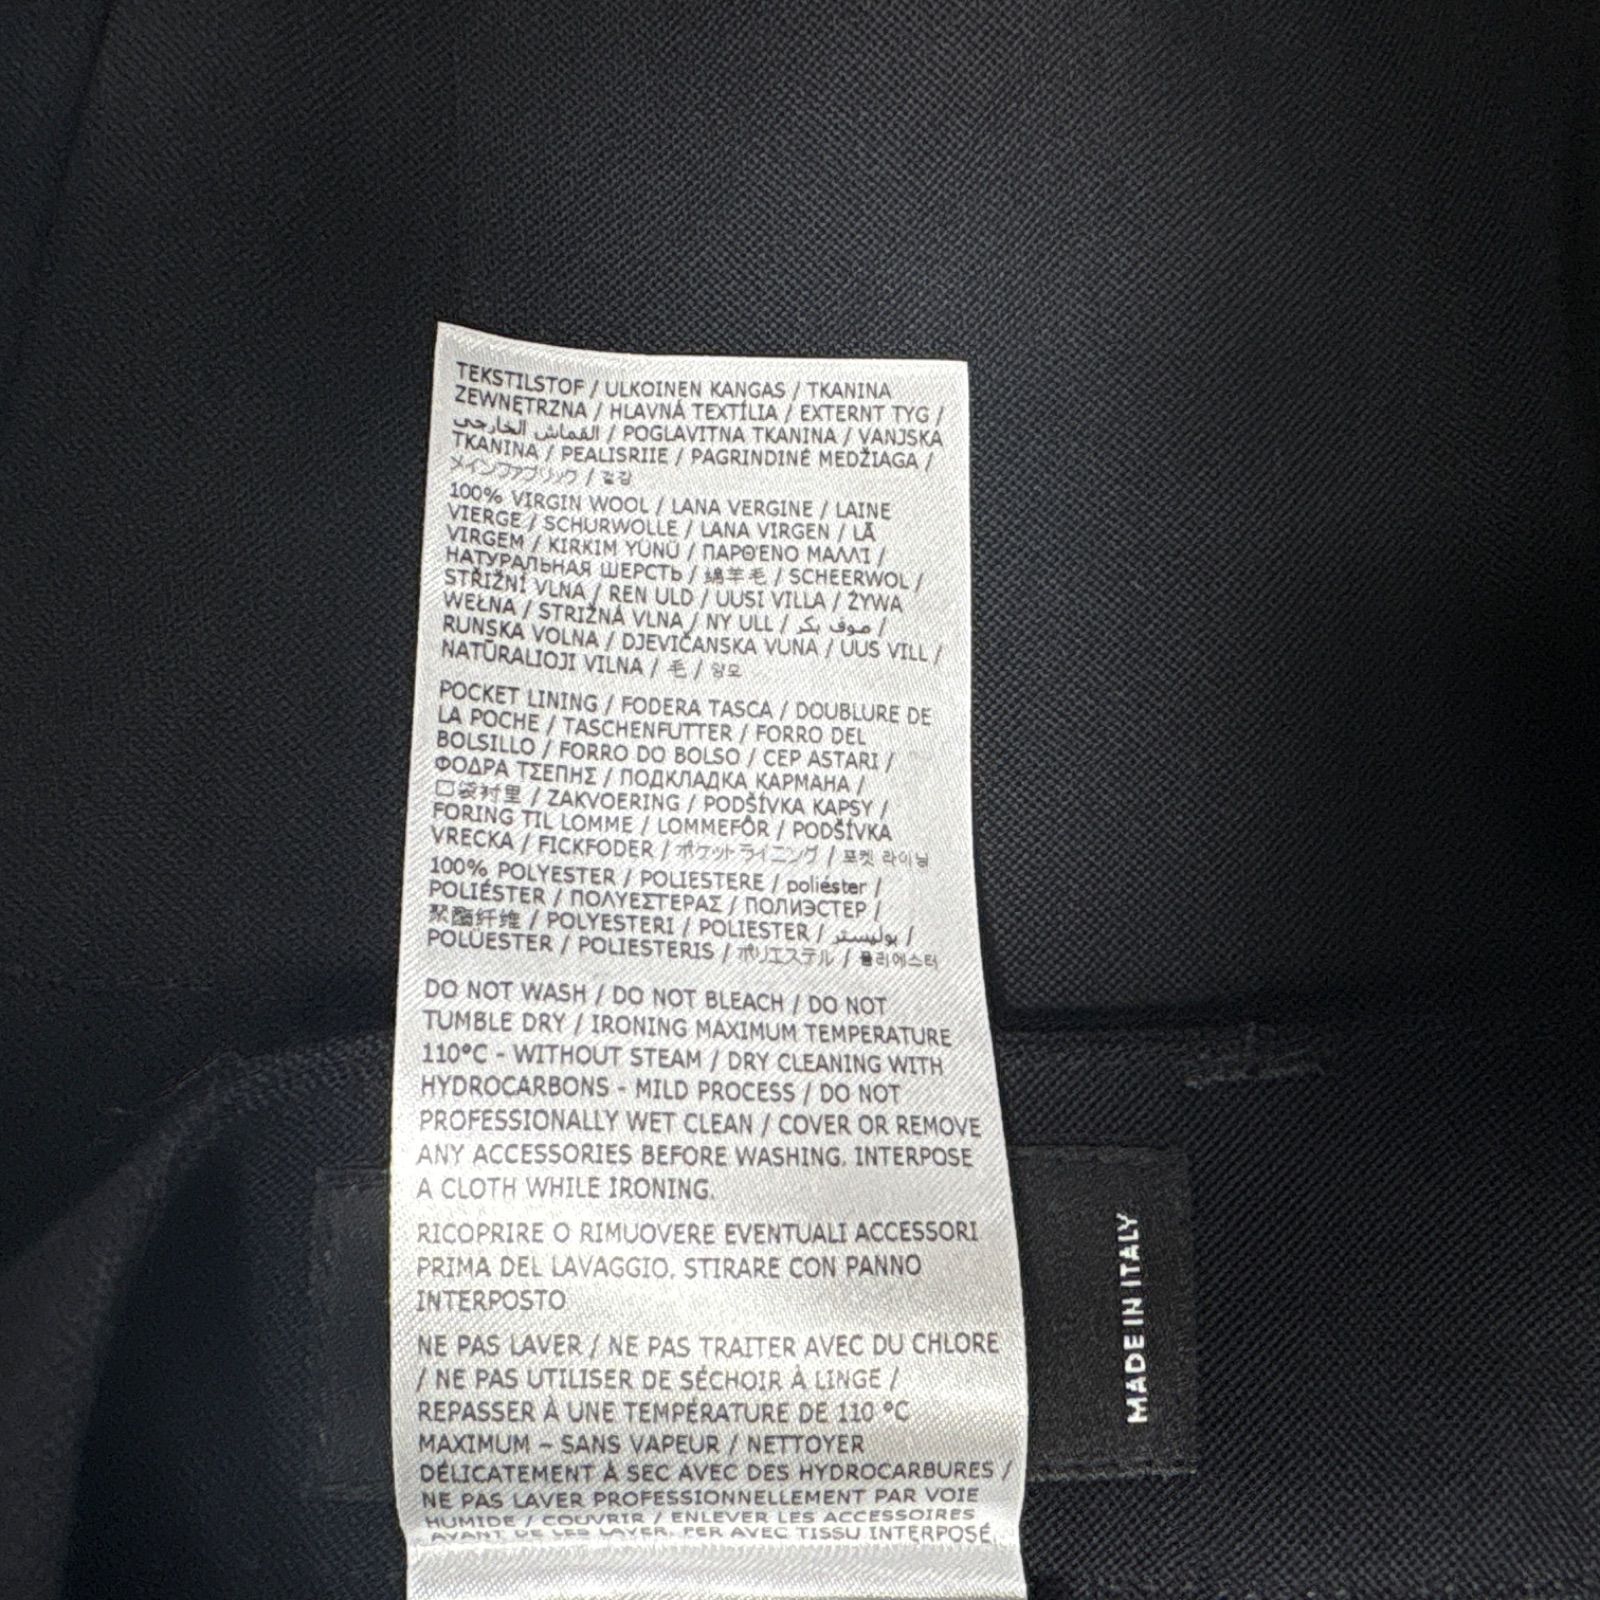 TEKSTILSTOF / ULKOINEN KANGAS / TKANINA
ZEWNĘTRZNA / HLAVNÁ TEXTÍLIA / EXTERNT TYG /
القماش الخارجي / POGLAVITNA TKANINA / VANJSKA
TKANINA / PEALISRIIE / PAGRINDINĖ MEDŽIAGA /
メインファブリック / 겉감
100% VIRGIN WOOL / LANA VERGINE / LAINE
VIERGE / SCHURWOLLE / LANA VIRGEN / LÃ
VIRGEM / KIRKIM YÜNÜ / ΠΑΡΘΈΝΟ ΜΑΛΛΊ /
НАТУРАЛЬНАЯ ШЕРСТЬ / 绵羊毛 / SCHEERWOL /
STŘIŽNÍ VLNA / REN ULD / UUSI VILLA / ŻYWA
WEŁNA / STRIŽNÁ VLNA / NY ULL / صوف بكر /
RUNSKA VOLNA / DJEVIČANSKA VUNA / UUS VILL /
NATŪRALIOJI VILNA / 毛 / 양모
POCKET LINING / FODERA TASCA / DOUBLURE DE
LA POCHE / TASCHENFUTTER / FORRO DEL
BOLSILLO / FORRO DO BOLSO / CEP ASTARI /
ΦΟΔΡΑ ΤΣΕΠΗΣ / ПОДКЛАДКА КАРМАНА /
口袋衬里 / ZAKVOERING / PODŠÍVKA KAPSY /
FORING TIL LOMME / LOMMEFÔR / PODŠÍVKA
VRECKA / FICKFODER / ポケットライニング / 포켓 라이닝
100% POLYESTER / POLIESTERE / poliéster /
POLIÉSTER / ΠΟΛΥΕΣΤΕΡΑΣ / ПОЛИЭСТЕР /
聚酯纤维 / POLYESTERI / POLIESTER / بوليستر /
POLÜESTER / POLIESTERIS / ポリエステル / 폴리에스터
DO NOT WASH / DO NOT BLEACH / DO NOT
TUMBLE DRY / IRONING MAXIMUM TEMPERATURE
110°C - WITHOUT STEAM / DRY CLEANING WITH
HYDROCARBONS - MILD PROCESS / DO NOT
PROFESSIONALLY WET CLEAN / COVER OR REMOVE
ANY ACCESSORIES BEFORE WASHING. INTERPOSE
A CLOTH WHILE IRONING.
RICOPRIRE O RIMUOVERE EVENTUALI ACCESSORI
PRIMA DEL LAVAGGIO. STIRARE CON PANNO
INTERPOSTO
NE PAS LAVER / NE PAS TRAITER AVEC DU CHLORE
/ NE PAS UTILISER DE SÉCHOIR À LINGE /
REPASSER À UNE TEMPÉRATURE DE 110 °C
MAXIMUM – SANS VAPEUR / NETTOYER
DÉLICATEMENT À SEC AVEC DES HYDROCARBURES /
NE PAS LAVER PROFESSIONNELLEMENT PAR VOIE
HUMIDE / COUVRIR / ENLEVER LES ACCESSOIRES
AVANT DE LES LAVER. PER AVEC TISSU INTERPOSÉ.
MADE IN ITALY